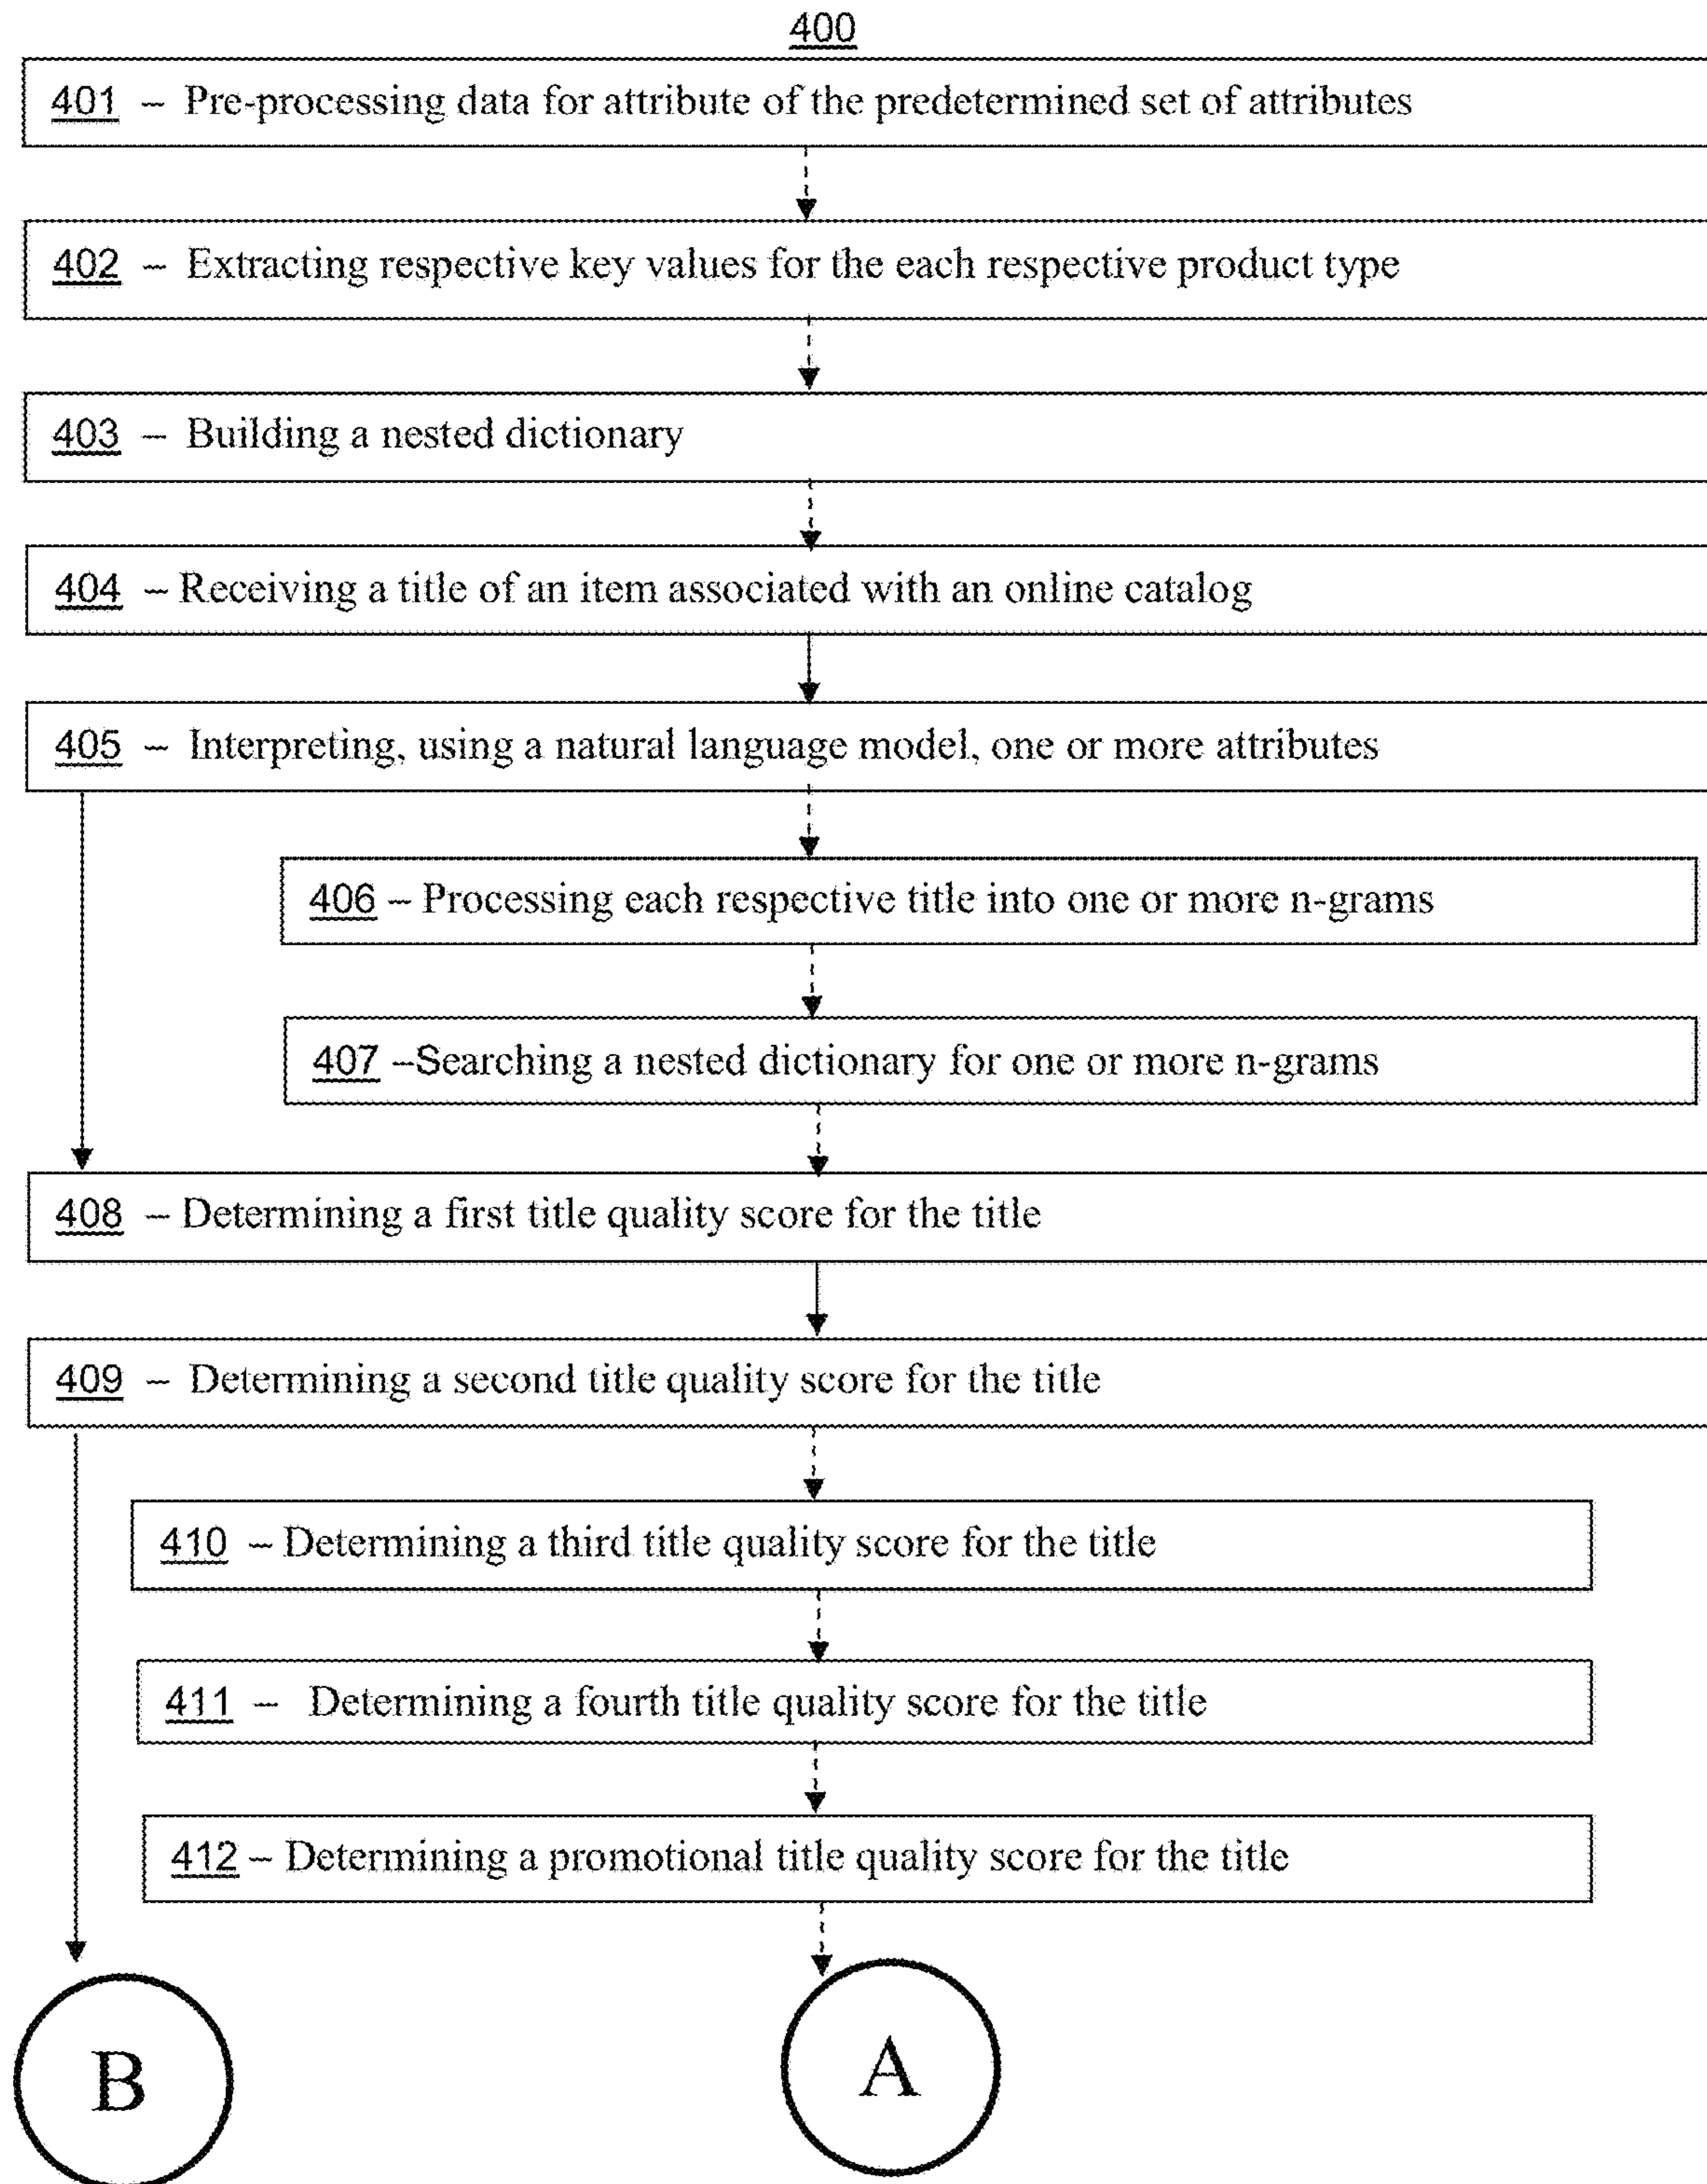 400
401 – Pre-processing data for attribute of the predetermined set of attributes
402 – Extracting respective key values for the each respective product type
403 – Building a nested dictionary
404 – Receiving a title of an item associated with an online catalog
405 – Interpreting, using a natural language model, one or more attributes
406 – Processing each respective title into one or more n-grams
407 –Searching a nested dictionary for one or more n-grams
408 – Determining a first title quality score for the title
409 – Determining a second title quality score for the title
410 – Determining a third title quality score for the title
411 – Determining a fourth title quality score for the title
412 – Determining a promotional title quality score for the title
B
A